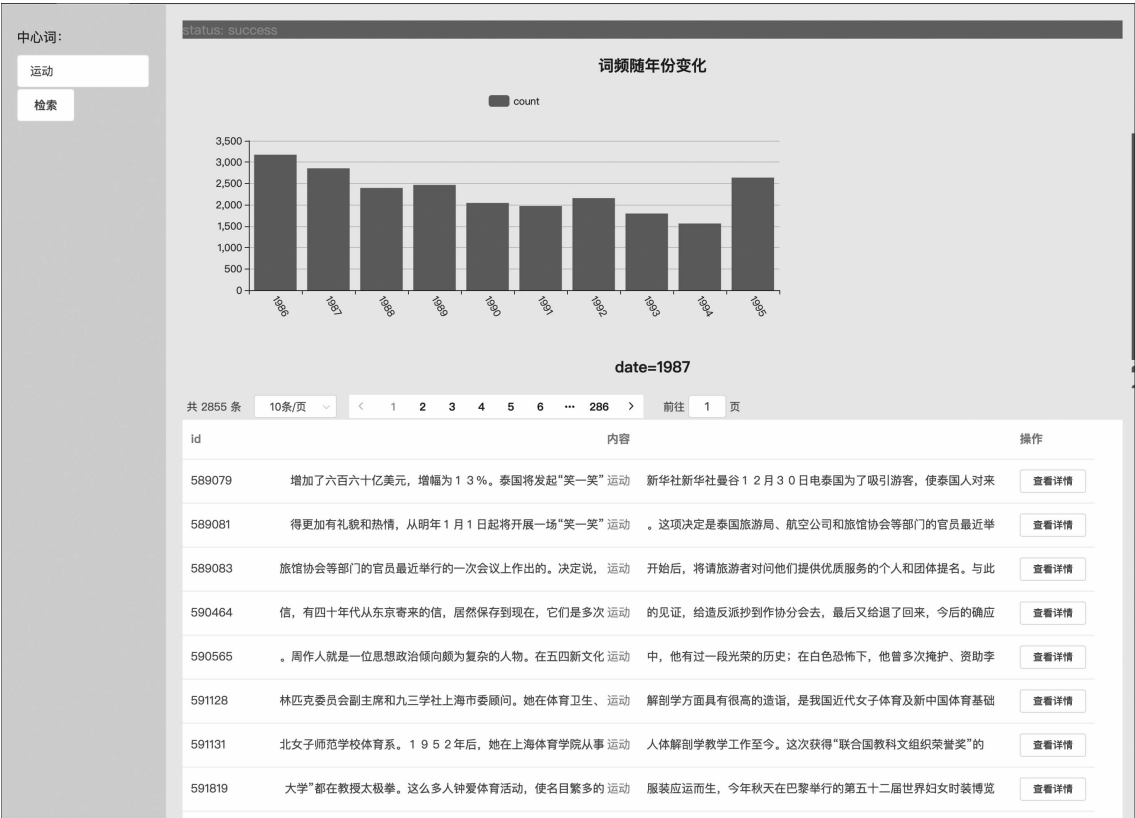 中心词：
运动
检索
status: success
词频随年份变化
count
3,500
3,000
2,500
2,000
1,500
1,000
500
0
1986 1987 1988 1989 1990 1991 1992 1993 1994 1995
date=1987
共 2855 条 10条/页 < 1 2 3 4 5 6 ··· 286 > 前往 1 页
id 内容 操作
589079 增加了六百六十亿美元，增幅为１３％。泰国将发起“笑一笑” 运动 新华社新华社曼谷１２月３０日电泰国为了吸引游客，使泰国人对来 查看详情
589081 得更加有礼貌和热情，从明年１月１日起将开展一场“笑一笑” 运动 。这项决定是泰国旅游局、航空公司和旅馆协会等部门的官员最近举 查看详情
589083 旅馆协会等部门的官员最近举行的一次会议上作出的。决定说， 运动 开始后，将请旅游者对问他们提供优质服务的个人和团体提名。与此 查看详情
590464 信，有四十年代从东京寄来的信，居然保存到现在，它们是多次 运动 的见证，给造反派抄到作协分会去，最后又给退了回来，今后的确应 查看详情
590565 。周作人就是一位思想政治倾向颇为复杂的人物。在五四新文化 运动 中，他有过一段光荣的历史；在白色恐怖下，他曾多次掩护、资助李 查看详情
591128 林匹克委员会副主席和九三学社上海市委顾问。她在体育卫生、 运动 解剖学方面具有很高的造诣，是我国近代女子体育及新中国体育基础 查看详情
591131 北女子师范学校体育系。１９５２年后，她在上海体育学院从事 运动 人体解剖学教学工作至今。这次获得“联合国教科文组织荣誉奖”的 查看详情
591819 大学”都在教授太极拳。这么多人钟爱体育活动，使名目繁多的 运动 服装应运而生，今年秋天在巴黎举行的第五十二届世界妇女时装博览 查看详情